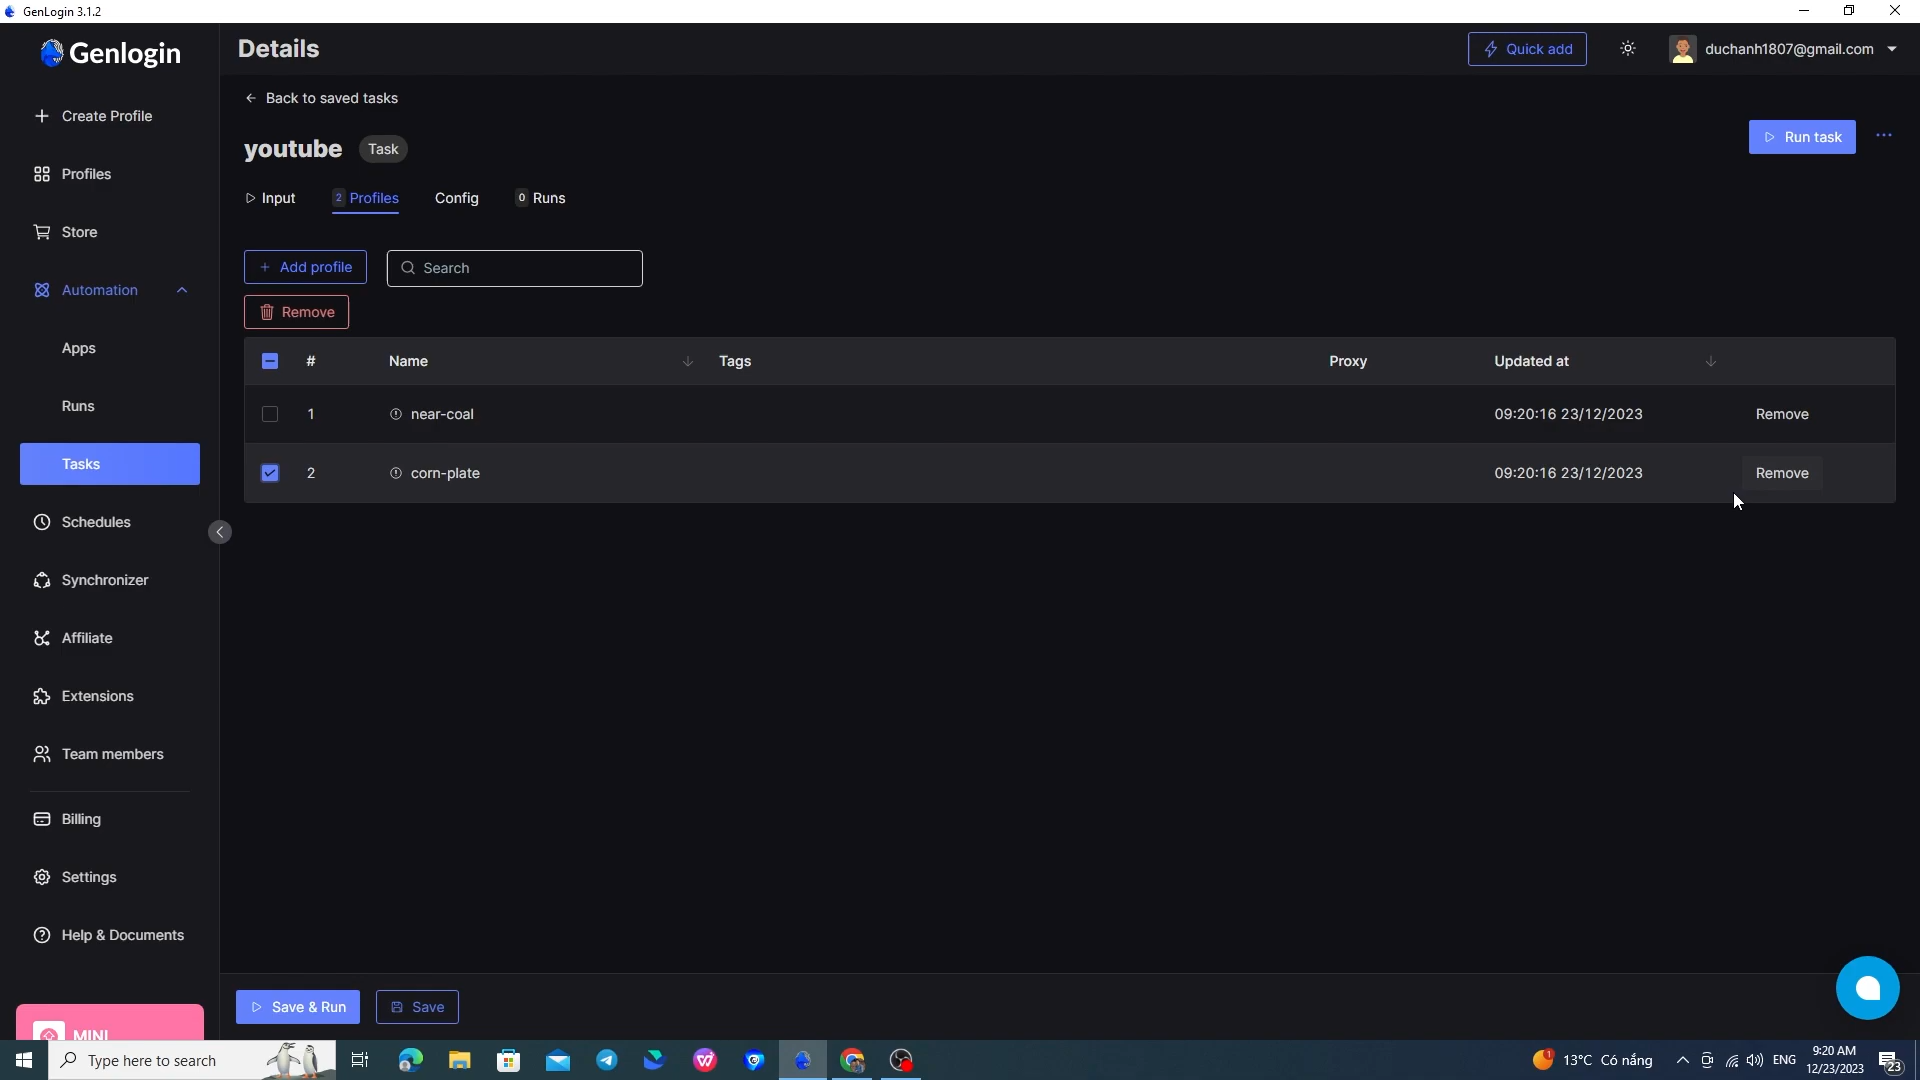 GenLogin 3.1.2
Genlogin
Details
Quick add
duchanh1807@gmail.com
Create Profile
Profiles
Store
Automation
Apps
Runs
Tasks
Schedules
Synchronizer
Affiliate
Extensions
Team members
Billing
Settings
Help & Documents
MINI
Back to saved tasks
youtube Task
Run task
Input 2 Profiles Config 0 Runs
Add profile Search
Remove
# Name Tags Proxy Updated at
1 near-coal 09:20:16 23/12/2023 Remove
2 corn-plate 09:20:16 23/12/2023 Remove
Save & Run Save
Type here to search
1 13°C Có nắng ENG
9:20 AM
12/23/2023
23